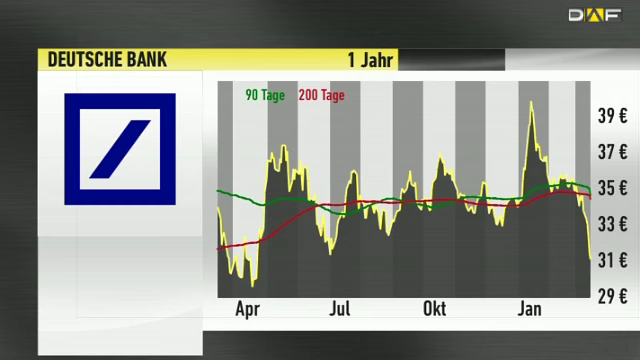 DAF
DEUTSCHE BANK 1 Jahr
90 Tage 200 Tage
39 €
37 €
35 €
33 €
31 €
29 €
Apr Jul Okt Jan